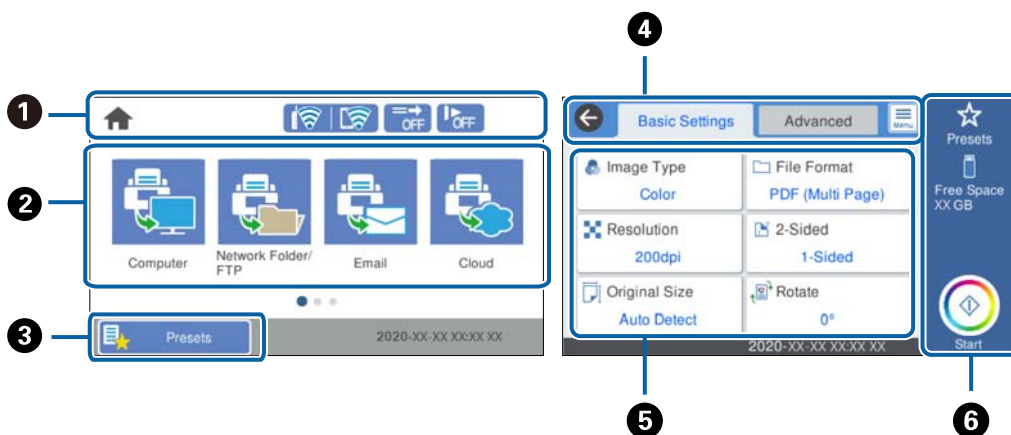 4
1
OFF
OFF
Basic Settings
Advanced
Menu
Presets
Free Space
XX GB
Start
2
Computer
Network Folder/
FTP
Email
Cloud
Image Type
Color
File Format
PDF (Multi Page)
Resolution
200dpi
2-Sided
1-Sided
Original Size
Auto Detect
Rotate
0°
3
Presets
2020-XX-XX XX:XX XX
2020-XX-XX XX:XX XX
5
6